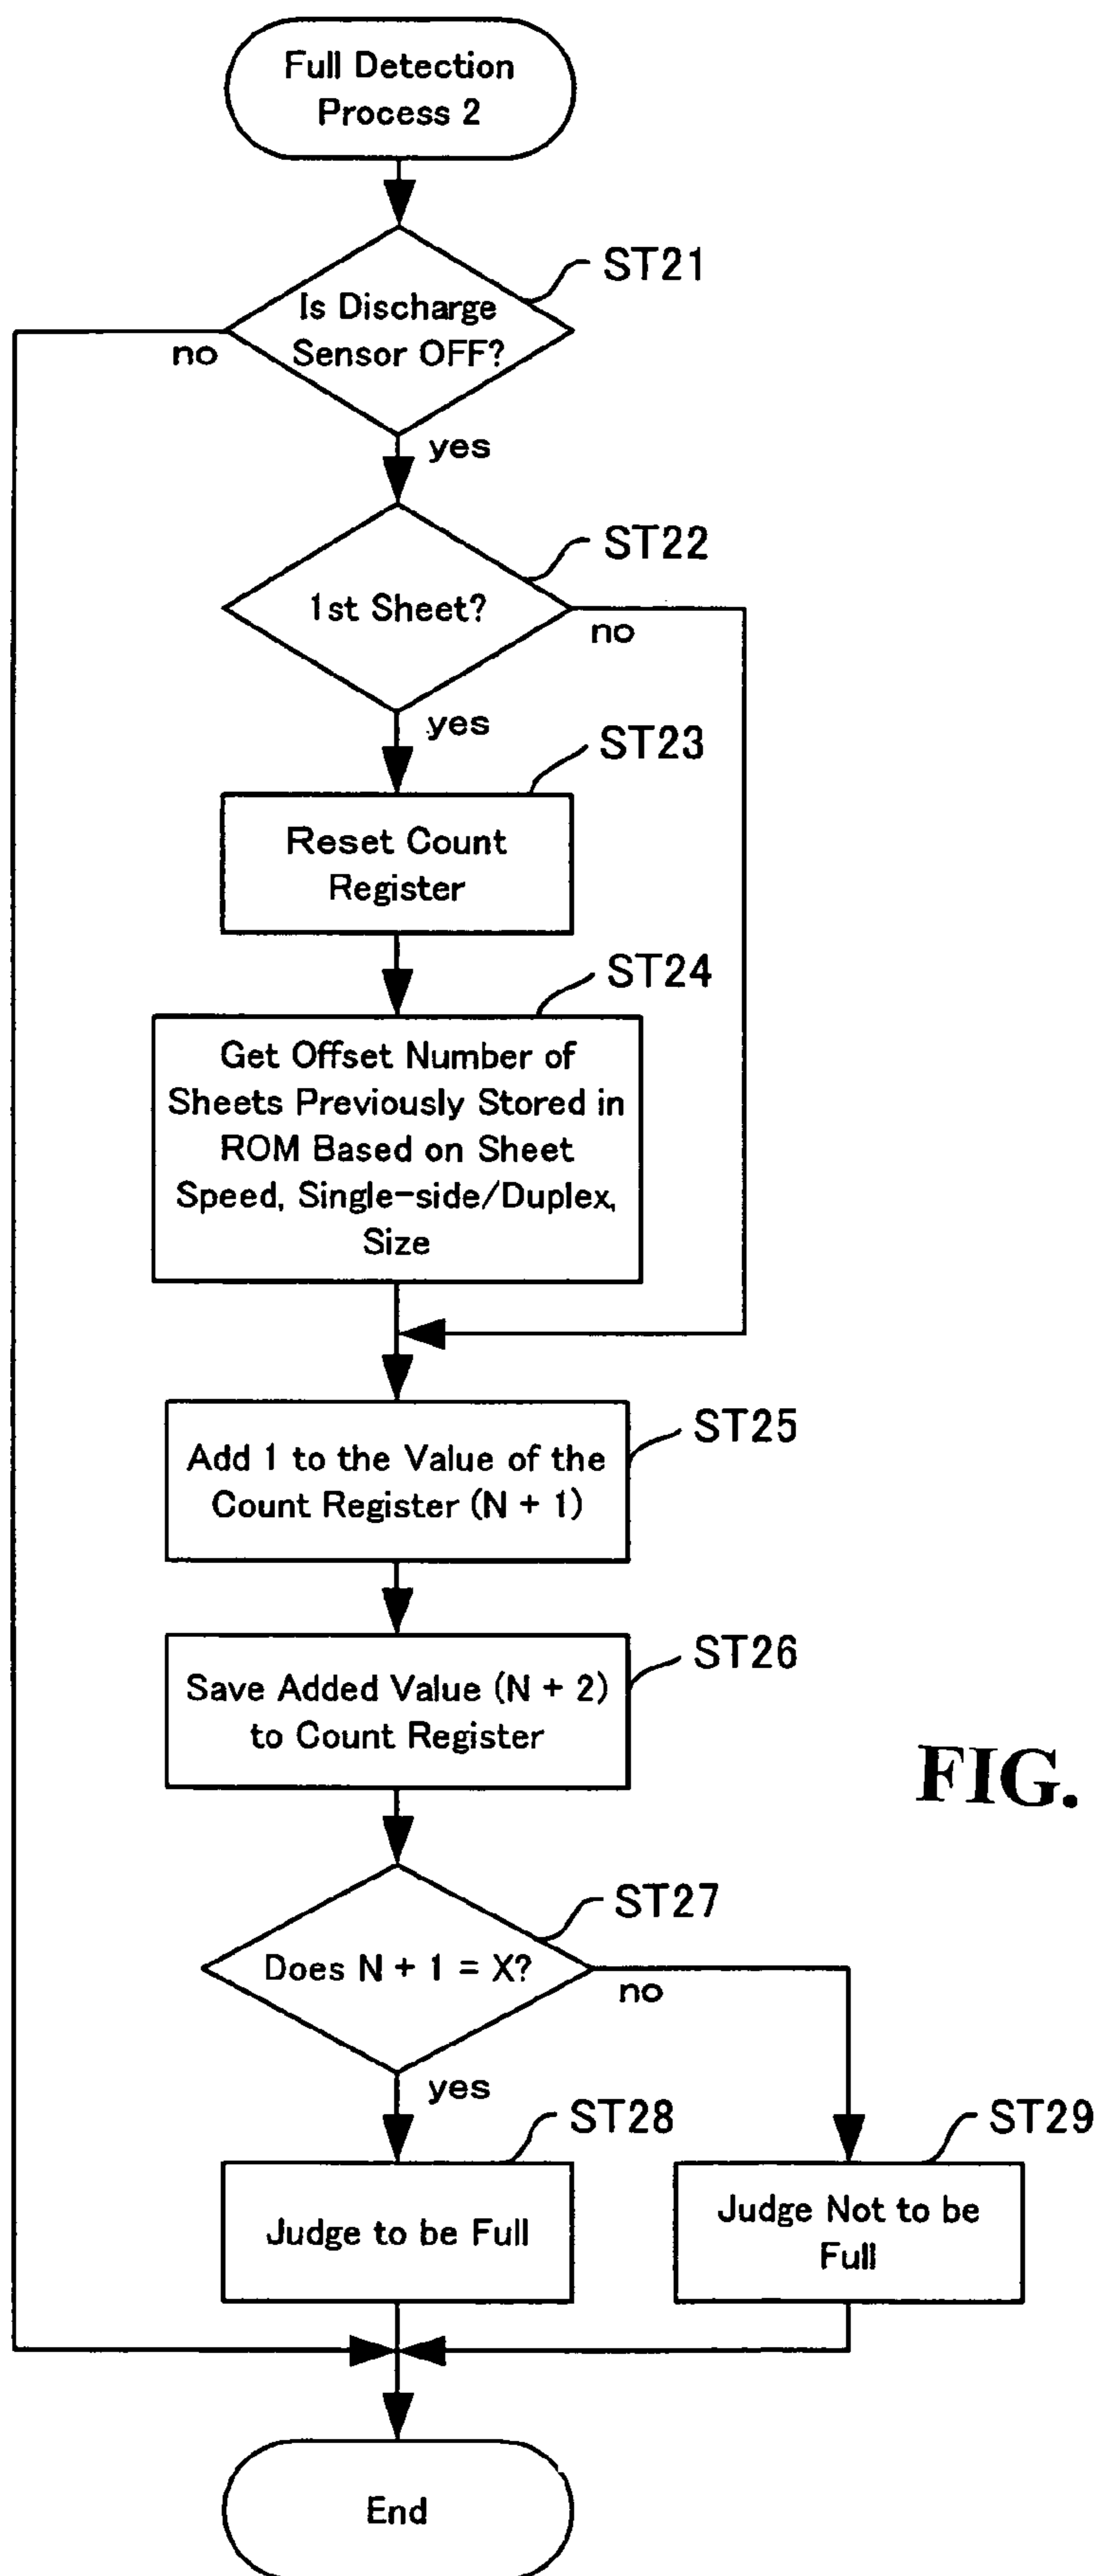 Full Detection
Process 2
ST21
Is Discharge
Sensor OFF?
no
yes
ST22
1st Sheet?
no
yes
ST23
Reset Count
Register
ST24
Get Offset Number of
Sheets Previously Stored in
ROM Based on Sheet
Speed, Single-side/Duplex,
Size
ST25
Add 1 to the Value of the
Count Register (N + 1)
ST26
Save Added Value (N + 2)
to Count Register
FIG.
ST27
Does N + 1 = X?
no
yes
ST28
ST29
Judge to be Full
Judge Not to be
Full
End